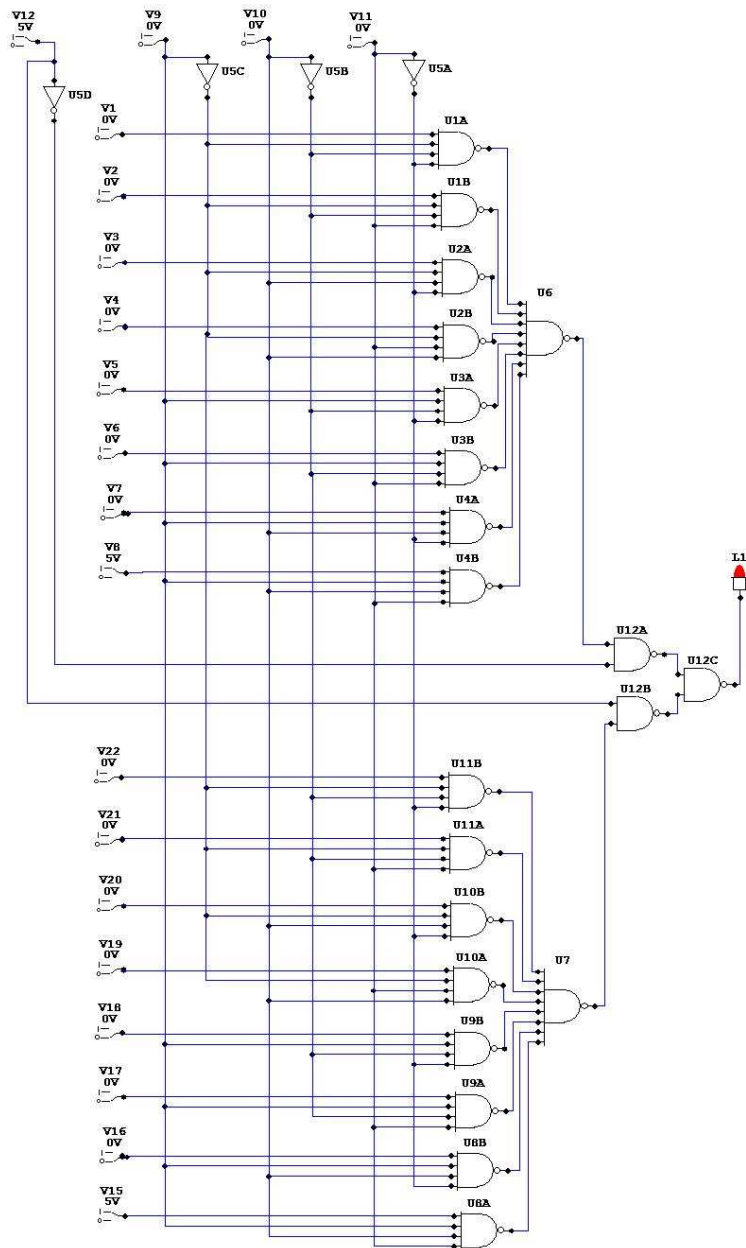 V12
5V
V9
0V
V10
0V
V11
0V
U5D
U5C
U5B
U5A
V1
0V
U1A
V2
0V
U1B
V3
0V
U2A
V4
0V
U2B
U6
V5
0V
U3A
V6
0V
U3B
V7
0V
U4A
V8
5V
U4B
L1
U12A
U12C
U12B
V22
0V
U11B
V21
0V
U11A
V20
0V
U10B
V19
0V
U10A
U7
V18
0V
U9B
V17
0V
U9A
V16
0V
U8B
V15
5V
U8A